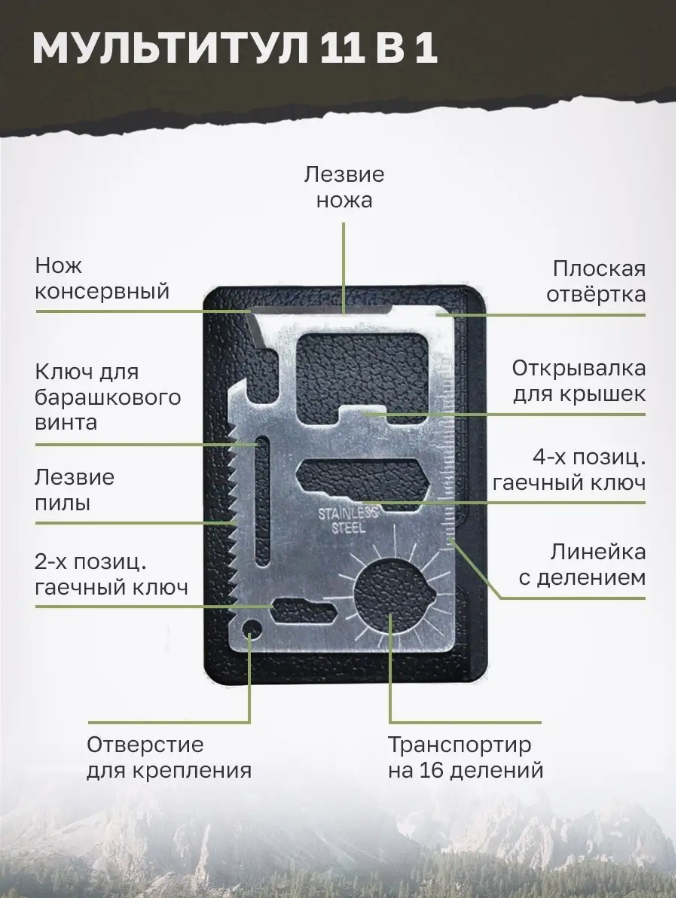 МУЛЬТИТУЛ 11 В 1
Лезвие
ножа
Нож
консервный
Плоская
отвёртка
Ключ для
барашкового
винта
Открывалка
для крышек
Лезвие
пилы
4-х позиц.
гаечный ключ
STAINLESS
STEEL
2-х позиц.
гаечный ключ
Линейка
с делением
Отверстие
для крепления
Транспортир
на 16 делений